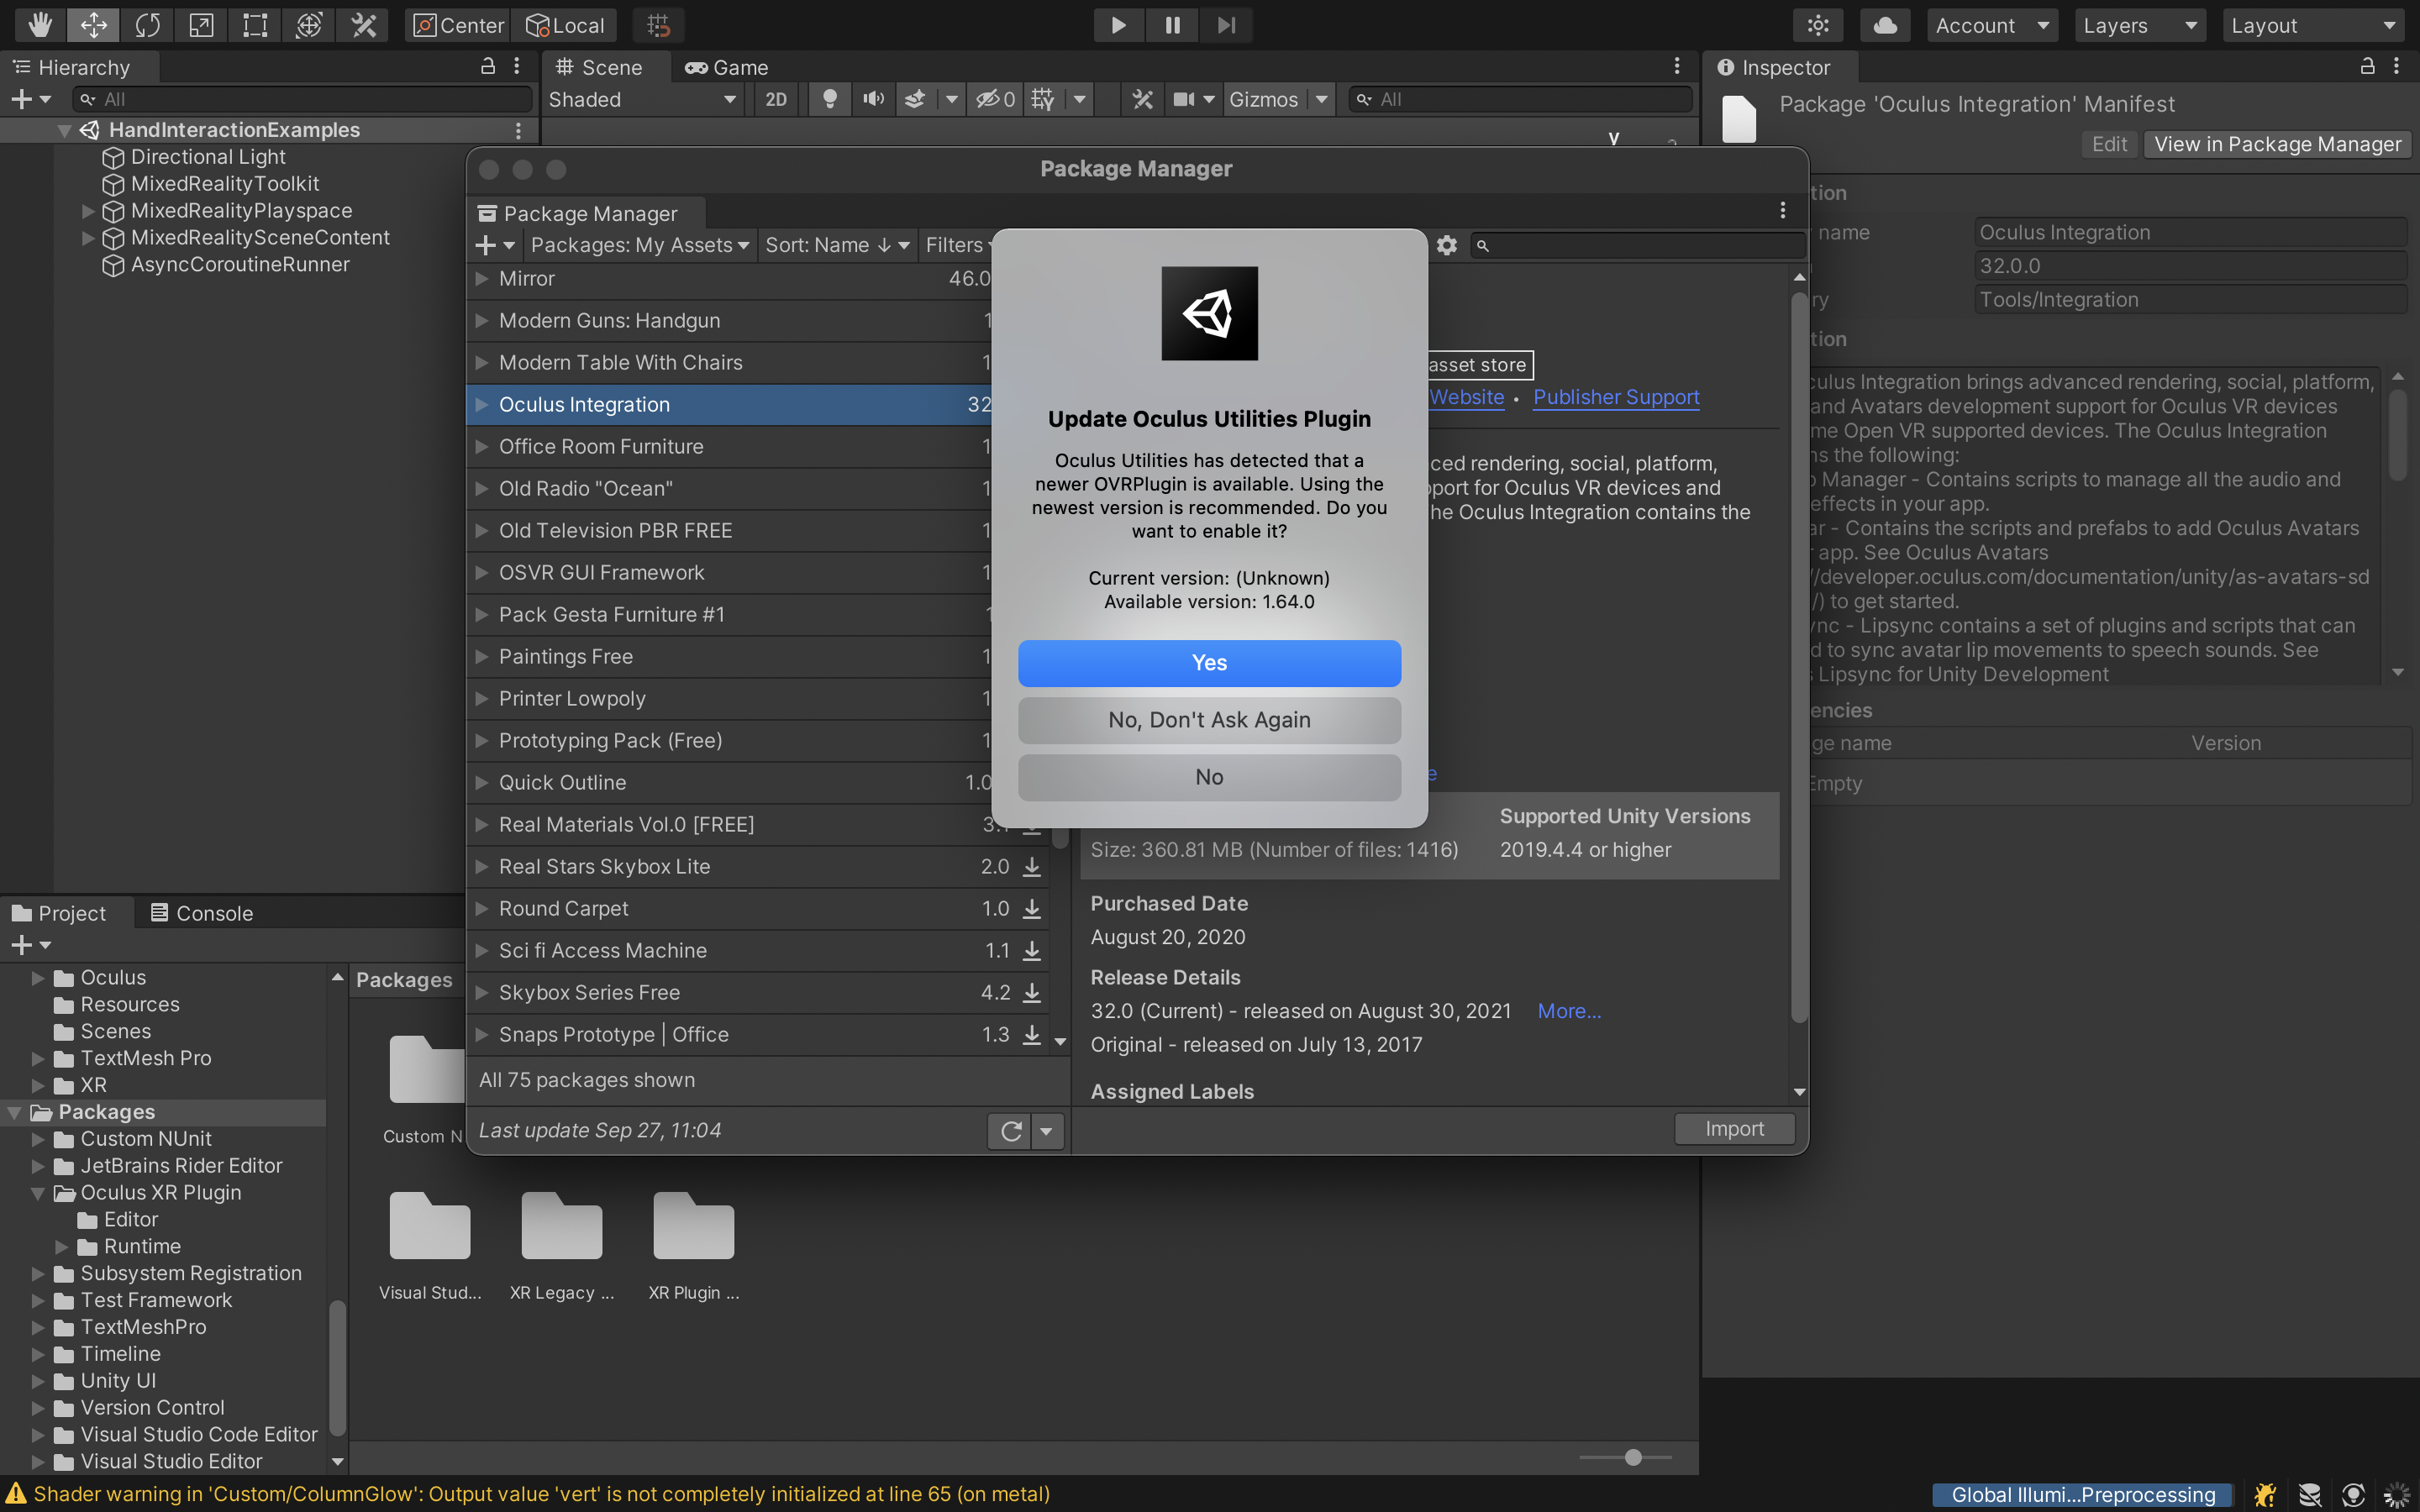 Center
Local
Account
Layers
Layout
Hierarchy
All
HandInteractionExamples
Directional Light
MixedRealityToolkit
MixedRealityPlayspace
MixedRealitySceneContent
AsyncCoroutineRunner
Scene
Game
Shaded
2D
0
Gizmos
All
y
Inspector
Package 'Oculus Integration' Manifest
Edit
View in Package Manager
tion
name
Oculus Integration
32.0.0
ry
Tools/Integration
tion
culus Integration brings advanced rendering, social, platform,
and Avatars development support for Oculus VR devices
me Open VR supported devices. The Oculus Integration
ns the following:
Manager - Contains scripts to manage all the audio and
effects in your app.
ar - Contains the scripts and prefabs to add Oculus Avatars
app. See Oculus Avatars
//developer.oculus.com/documentation/unity/as-avatars-sd
/) to get started.
ync - Lipsync contains a set of plugins and scripts that can
d to sync avatar lip movements to speech sounds. See
s Lipsync for Unity Development
encies
ge name
Version
Empty
Package Manager
Package Manager
Packages: My Assets
Sort: Name ↓
Filters
Mirror 46.0
Modern Guns: Handgun 1
Modern Table With Chairs 1
Oculus Integration 32
Office Room Furniture 1
Old Radio "Ocean" 1
Old Television PBR FREE 1
OSVR GUI Framework 1
Pack Gesta Furniture #1 1
Paintings Free 1
Printer Lowpoly 1
Prototyping Pack (Free) 1
Quick Outline 1.0
Real Materials Vol.0 [FREE] 3.1
Real Stars Skybox Lite 2.0
Round Carpet 1.0
Sci fi Access Machine 1.1
Skybox Series Free 4.2
Snaps Prototype | Office 1.3
All 75 packages shown
Last update Sep 27, 11:04
asset store
Website • Publisher Support
ced rendering, social, platform,
pport for Oculus VR devices and
he Oculus Integration contains the
e
Supported Unity Versions
Size: 360.81 MB (Number of files: 1416)
2019.4.4 or higher
Purchased Date
August 20, 2020
Release Details
32.0 (Current) - released on August 30, 2021 More...
Original - released on July 13, 2017
Assigned Labels
Import
Update Oculus Utilities Plugin
Oculus Utilities has detected that a
newer OVRPlugin is available. Using the
newest version is recommended. Do you
want to enable it?
Current version: (Unknown)
Available version: 1.64.0
Yes
No, Don't Ask Again
No
Project
Console
Oculus
Resources
Scenes
TextMesh Pro
XR
Packages
Custom NUnit
JetBrains Rider Editor
Oculus XR Plugin
Editor
Runtime
Subsystem Registration
Test Framework
TextMeshPro
Timeline
Unity UI
Version Control
Visual Studio Code Editor
Visual Studio Editor
Packages
Custom N
Visual Stud...
XR Legacy ...
XR Plugin ...
Shader warning in 'Custom/ColumnGlow': Output value 'vert' is not completely initialized at line 65 (on metal)
Global Illumi...Preprocessing